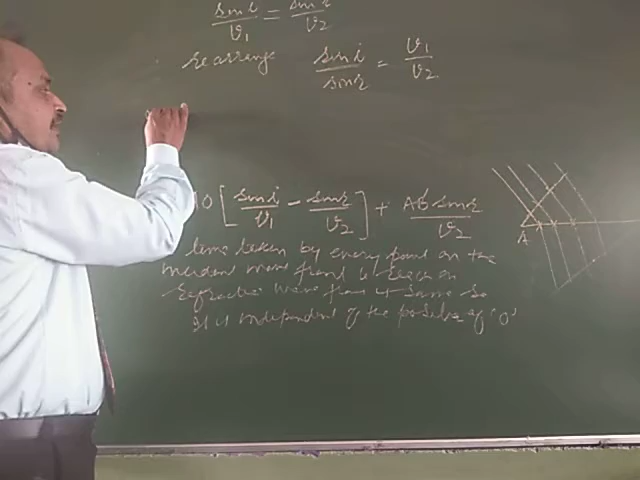 sin i / v₁ = sin r / v₂
rearrange sin i / sin r = v₁ / v₂
AO [ sin i / v₁ − sin r / v₂ ] + AB sin r / v₂
A
time taken by every point on the
incident wave front to reach on
refracted wave front is same so
it is independent of the position of 'O'